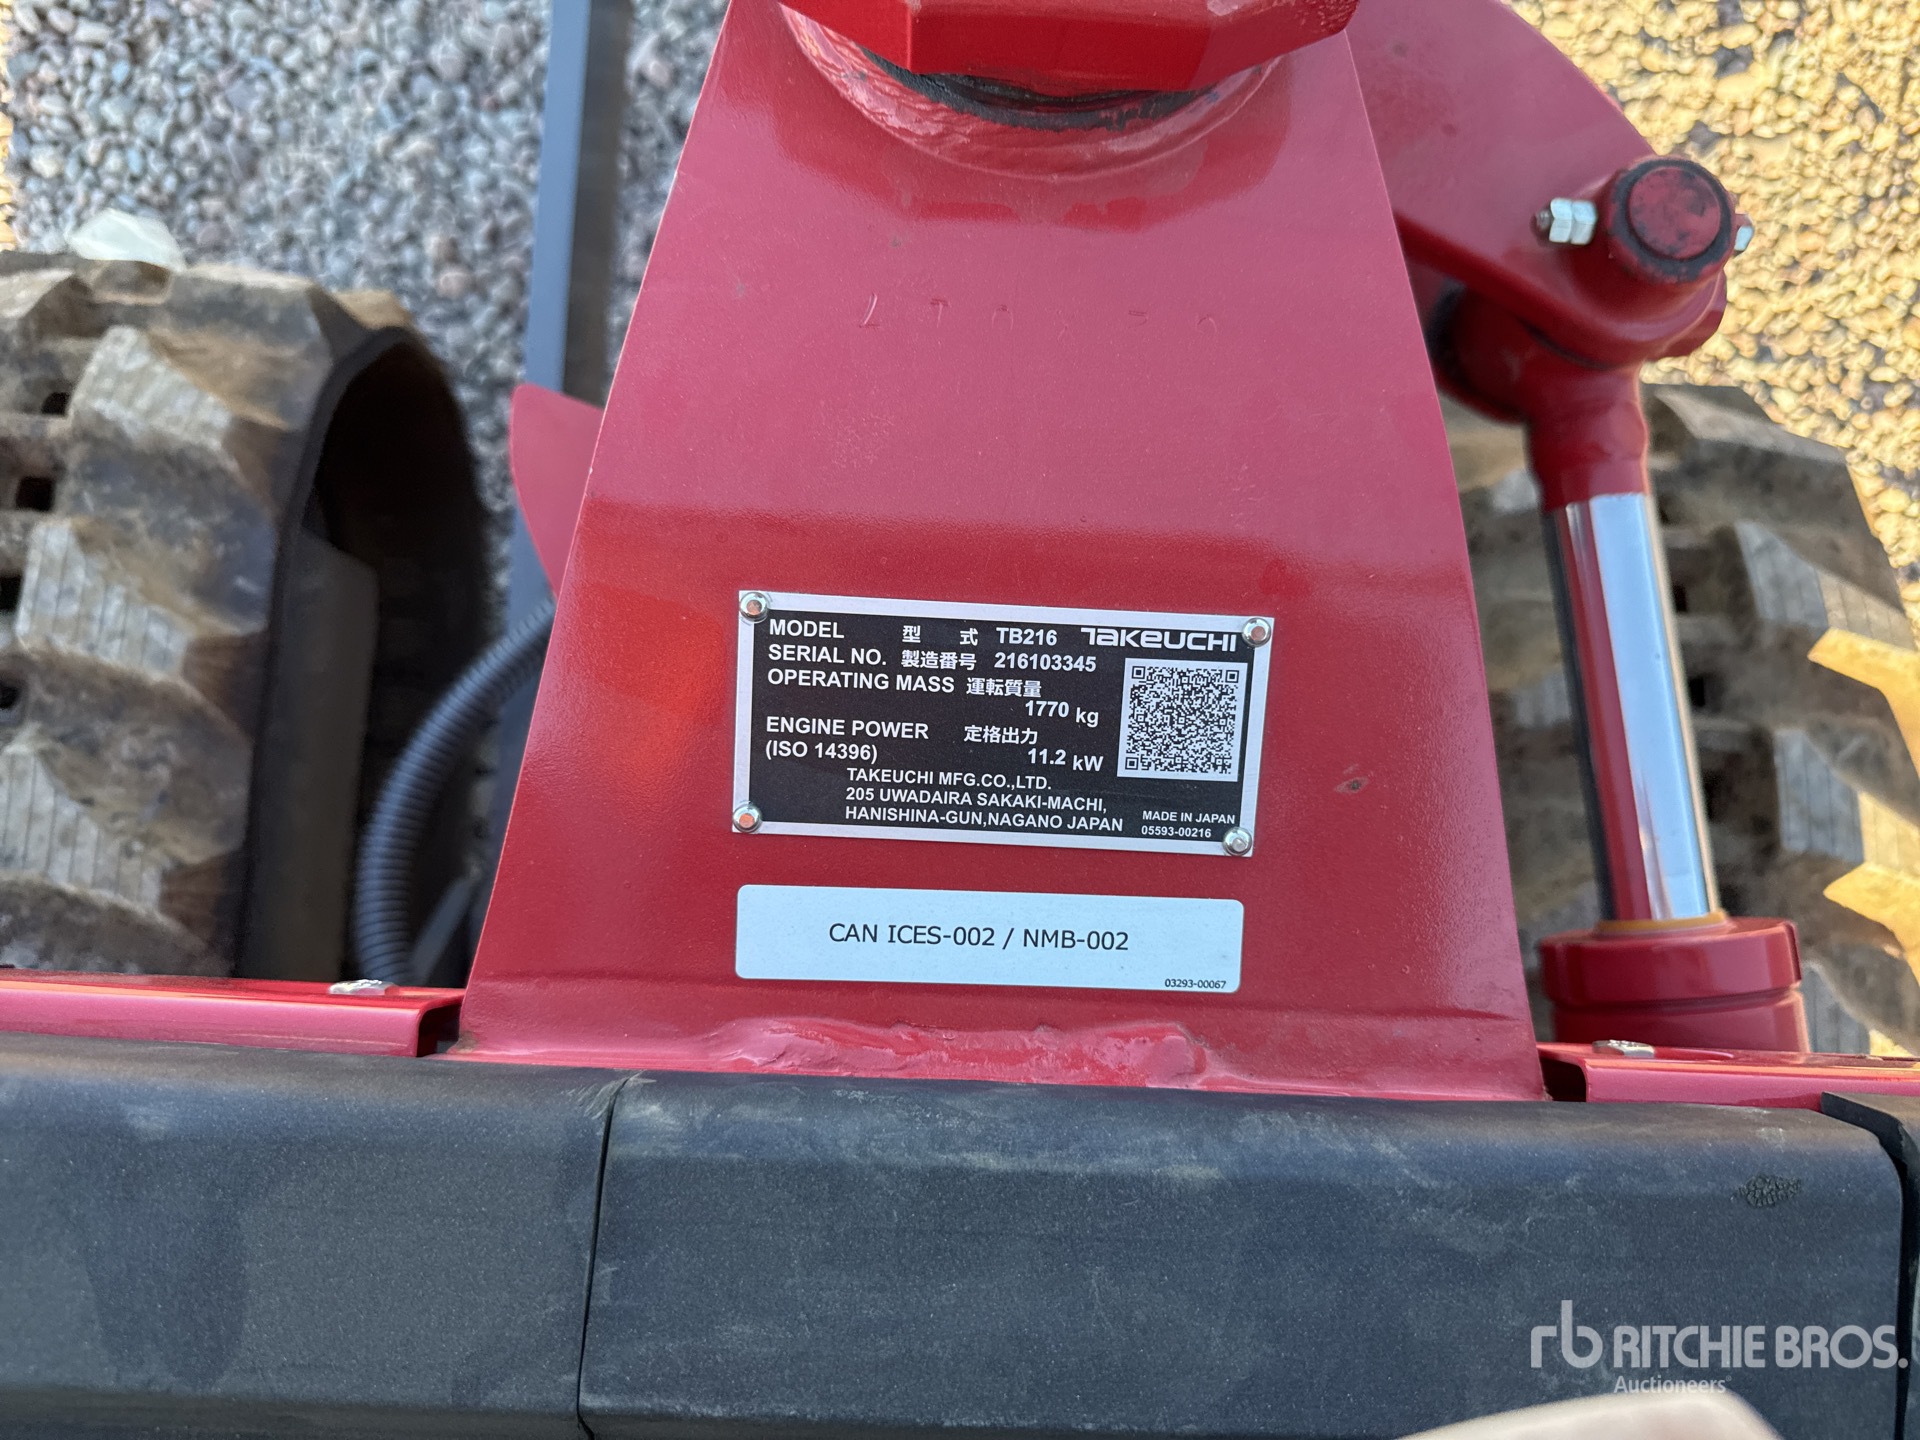 MODEL 型 式 TB216 TAKEUCHI
SERIAL NO. 製造番号 216103345
OPERATING MASS 運転質量
1770 kg
ENGINE POWER 定格出力
(ISO 14396) 11.2 kW
TAKEUCHI MFG.CO.,LTD.
205 UWADAIRA SAKAKI-MACHI,
HANISHINA-GUN,NAGANO JAPAN
MADE IN JAPAN
05593-00216
CAN ICES-002 / NMB-002
03293-00067
rb RITCHIE BROS.
Auctioneers